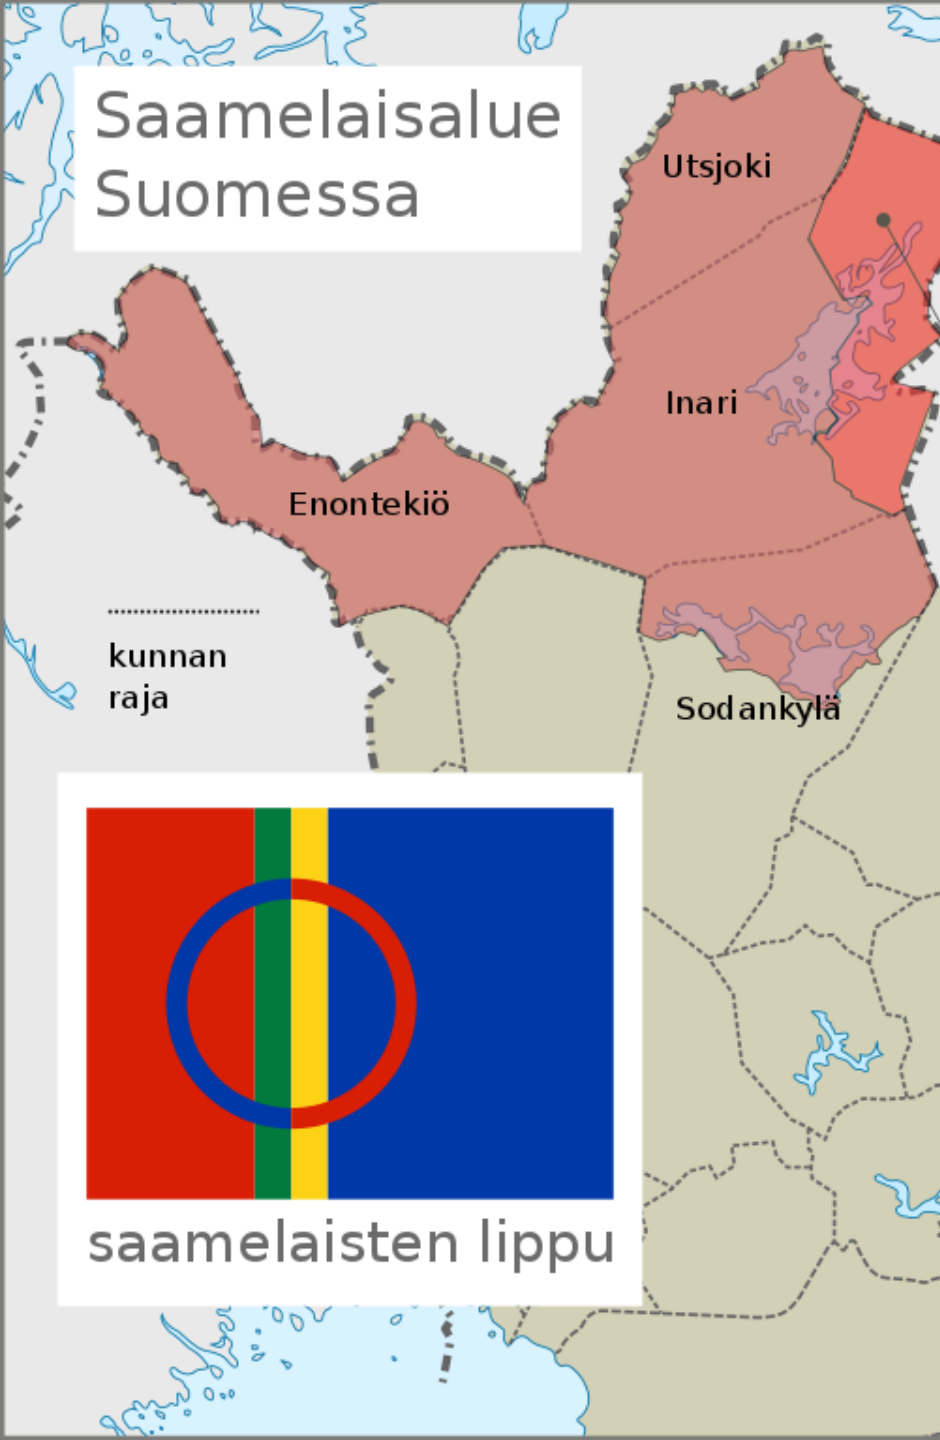 Saamelaisalue
Suomessa
Utsjoki
Inari
Enontekiö
kunnan
raja
Sodankylä
saamelaisten lippu